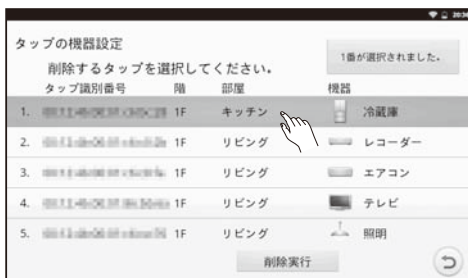 20:30
タップの機器設定
1番が選択されました。
削除するタップを選択してください。
タップ識別番号 階 部屋 機器
1. 1F キッチン 冷蔵庫
2. 1F リビング レコーダー
3. 1F リビング エアコン
4. 1F リビング テレビ
5. 1F リビング 照明
削除実行